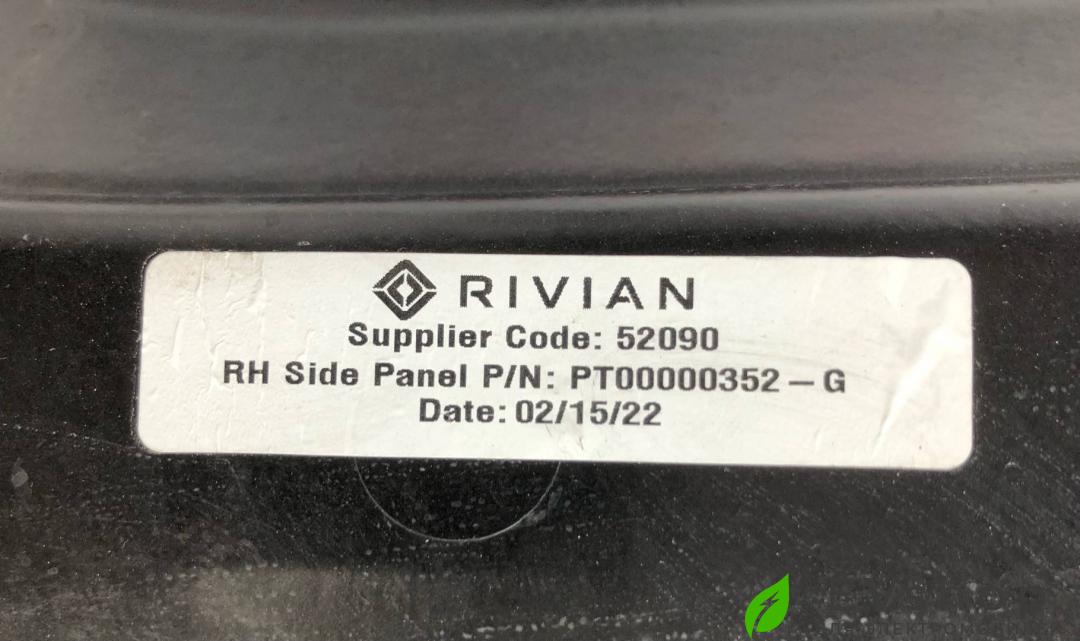 RIVIAN
Supplier Code: 52090
RH Side Panel P/N: PT00000352 – G
Date: 02/15/22